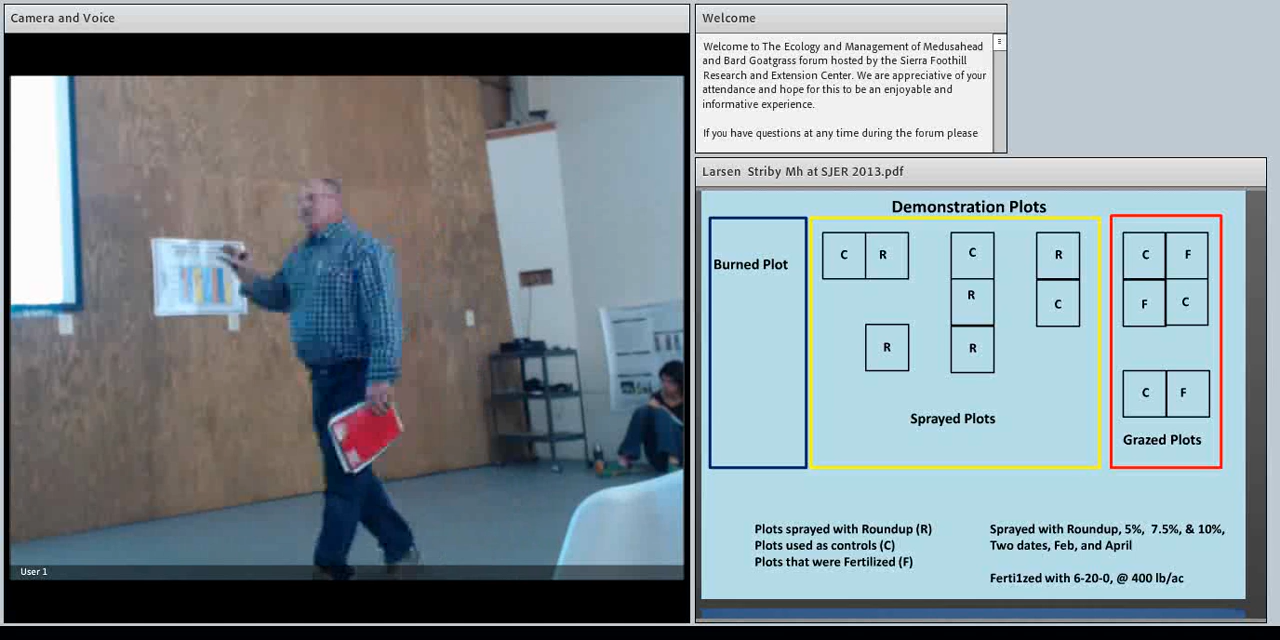 Camera and Voice
User 1
Welcome
Welcome to The Ecology and Management of Medusahead
and Bard Goatgrass forum hosted by the Sierra Foothill
Research and Extension Center. We are appreciative of your
attendance and hope for this to be an enjoyable and
informative experience.
If you have questions at any time during the forum please
Larsen Striby Mh at SJER 2013.pdf
Demonstration Plots
Burned Plot
C R
C
R
C F
R
C
F C
R
R
C F
Sprayed Plots
Grazed Plots
Plots sprayed with Roundup (R)
Plots used as controls (C)
Plots that were Fertilized (F)
Sprayed with Roundup, 5%, 7.5%, & 10%,
Two dates, Feb, and April
Ferti1zed with 6-20-0, @ 400 lb/ac